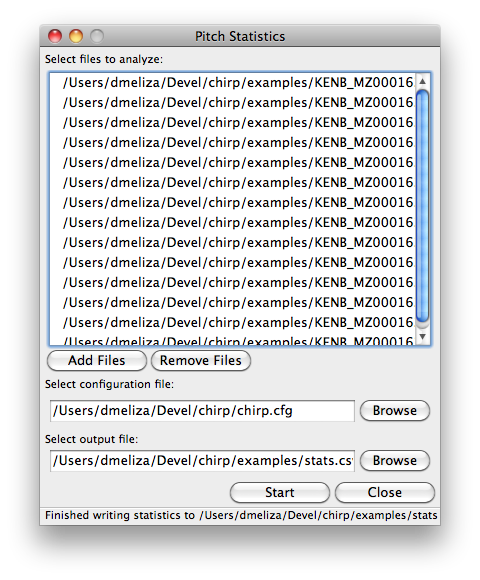 Pitch Statistics
Select files to analyze:
/Users/dmeliza/Devel/chirp/examples/KENB_MZ00016
/Users/dmeliza/Devel/chirp/examples/KENB_MZ00016
/Users/dmeliza/Devel/chirp/examples/KENB_MZ00016
/Users/dmeliza/Devel/chirp/examples/KENB_MZ00016
/Users/dmeliza/Devel/chirp/examples/KENB_MZ00016
/Users/dmeliza/Devel/chirp/examples/KENB_MZ00016
/Users/dmeliza/Devel/chirp/examples/KENB_MZ00016
/Users/dmeliza/Devel/chirp/examples/KENB_MZ00016
/Users/dmeliza/Devel/chirp/examples/KENB_MZ00016
/Users/dmeliza/Devel/chirp/examples/KENB_MZ00016
/Users/dmeliza/Devel/chirp/examples/KENB_MZ00016
/Users/dmeliza/Devel/chirp/examples/KENB_MZ00016
/Users/dmeliza/Devel/chirp/examples/KENB_MZ00016
/Users/dmeliza/Devel/chirp/examples/KENB_MZ00016
Add Files Remove Files
Select configuration file:
/Users/dmeliza/Devel/chirp/chirp.cfg Browse
Select output file:
/Users/dmeliza/Devel/chirp/examples/stats.cs Browse
Start Close
Finished writing statistics to /Users/dmeliza/Devel/chirp/examples/stats